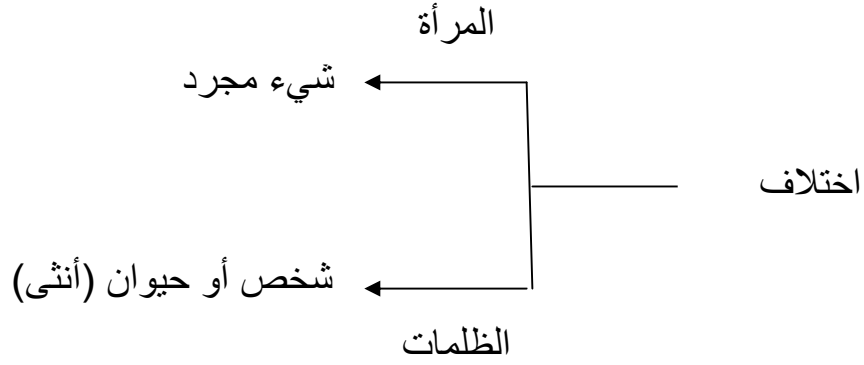 المرأة
شيء مجرد
اختلاف
شخص أو حيوان (أنثى)
الظلمات